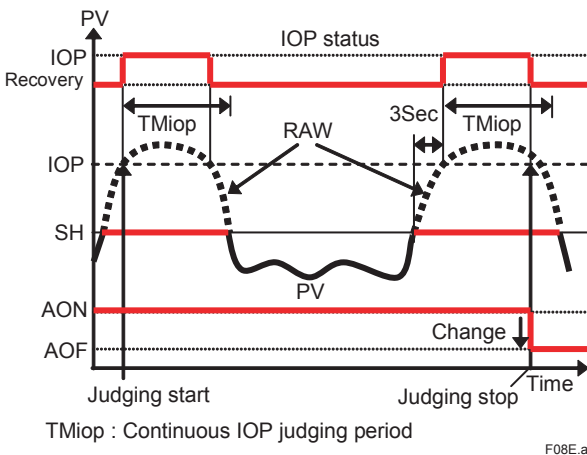 PV
IOP
IOP status
Recovery
3Sec
TMiop
RAW
TMiop
IOP
SH
PV
AON
Change
AOF
Judging start
Judging stop
Time
TMiop : Continuous IOP judging period
F08E.a